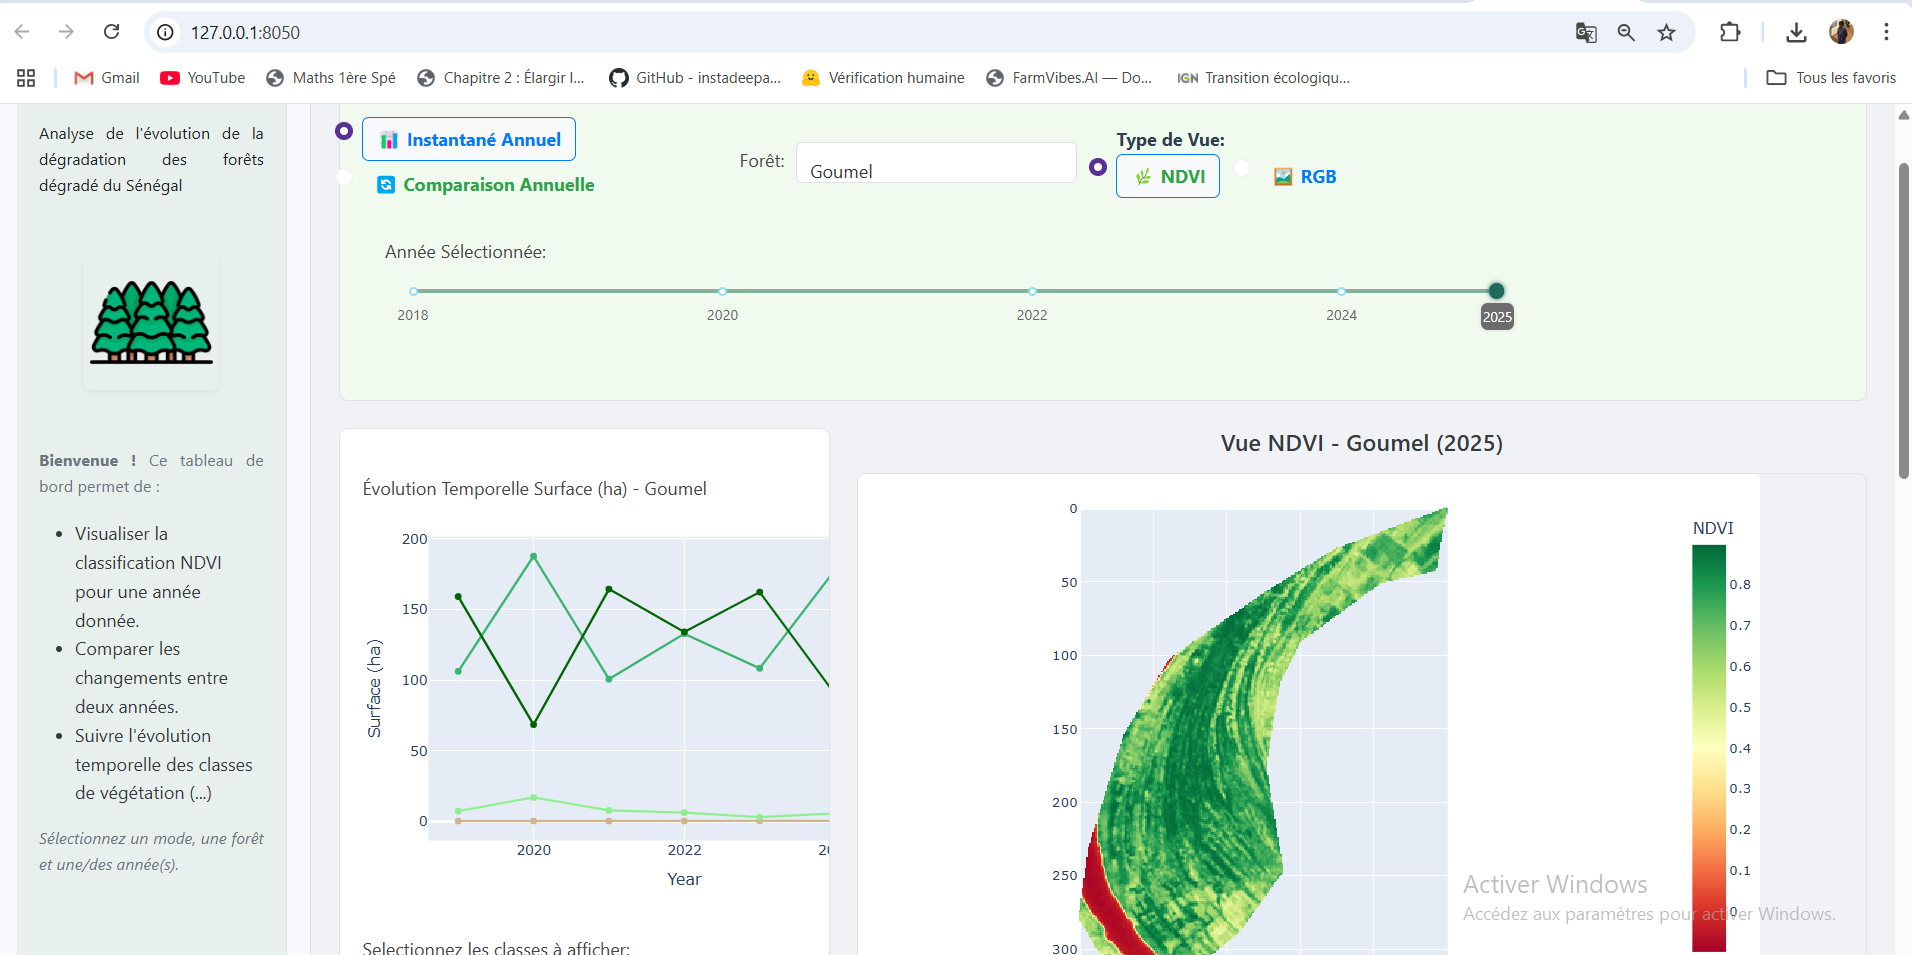 127.0.0.1:8050
Gmail
YouTube
Maths 1ère Spé
Chapitre 2 : Élargir l...
GitHub - instadeepa...
Vérification humaine
FarmVibes.AI — Do...
IGN Transition écologiqu...
Tous les favoris
Analyse de l'évolution de la
dégradation des forêts
dégradé du Sénégal
Bienvenue ! Ce tableau de
bord permet de :
Visualiser la
classification NDVI
pour une année
donnée.
Comparer les
changements entre
deux années.
Suivre l'évolution
temporelle des classes
de végétation (...)
Sélectionnez un mode, une forêt
et une/des année(s).
Instantané Annuel
Comparaison Annuelle
Forêt:
Goumel
Type de Vue:
NDVI
RGB
Année Sélectionnée:
2018
2020
2022
2024
2025
Évolution Temporelle Surface (ha) - Goumel
200
150
100
50
0
Surface (ha)
2020
2022
Year
Selectionnez les classes à afficher:
Vue NDVI - Goumel (2025)
0
50
100
150
200
250
300
NDVI
0.8
0.7
0.6
0.5
0.4
0.3
0.2
0.1
0
Activer Windows
Accédez aux paramètres pour activer Windows.